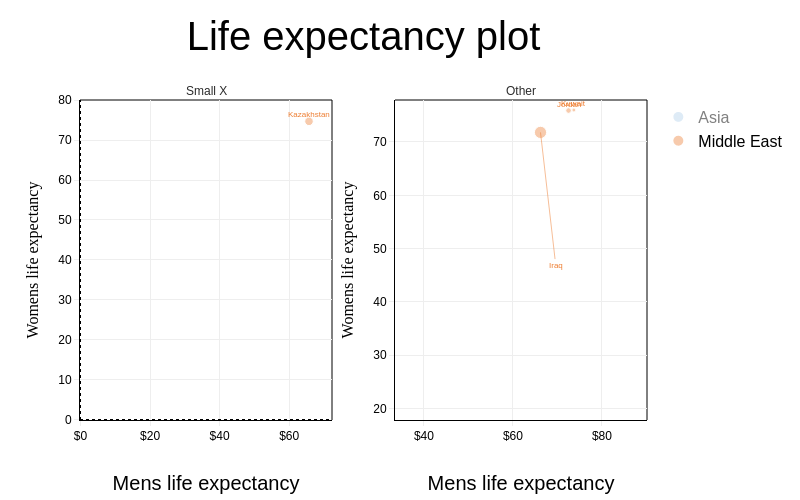 Life expectancy plot
Small X
Other
Asia
Middle East
Womens life expectancy
80
70
60
50
40
30
20
10
0
$0
$20
$40
$60
Kazakhstan
Mens life expectancy
Womens life expectancy
70
60
50
40
30
20
$40
$60
$80
Iraq
Mens life expectancy